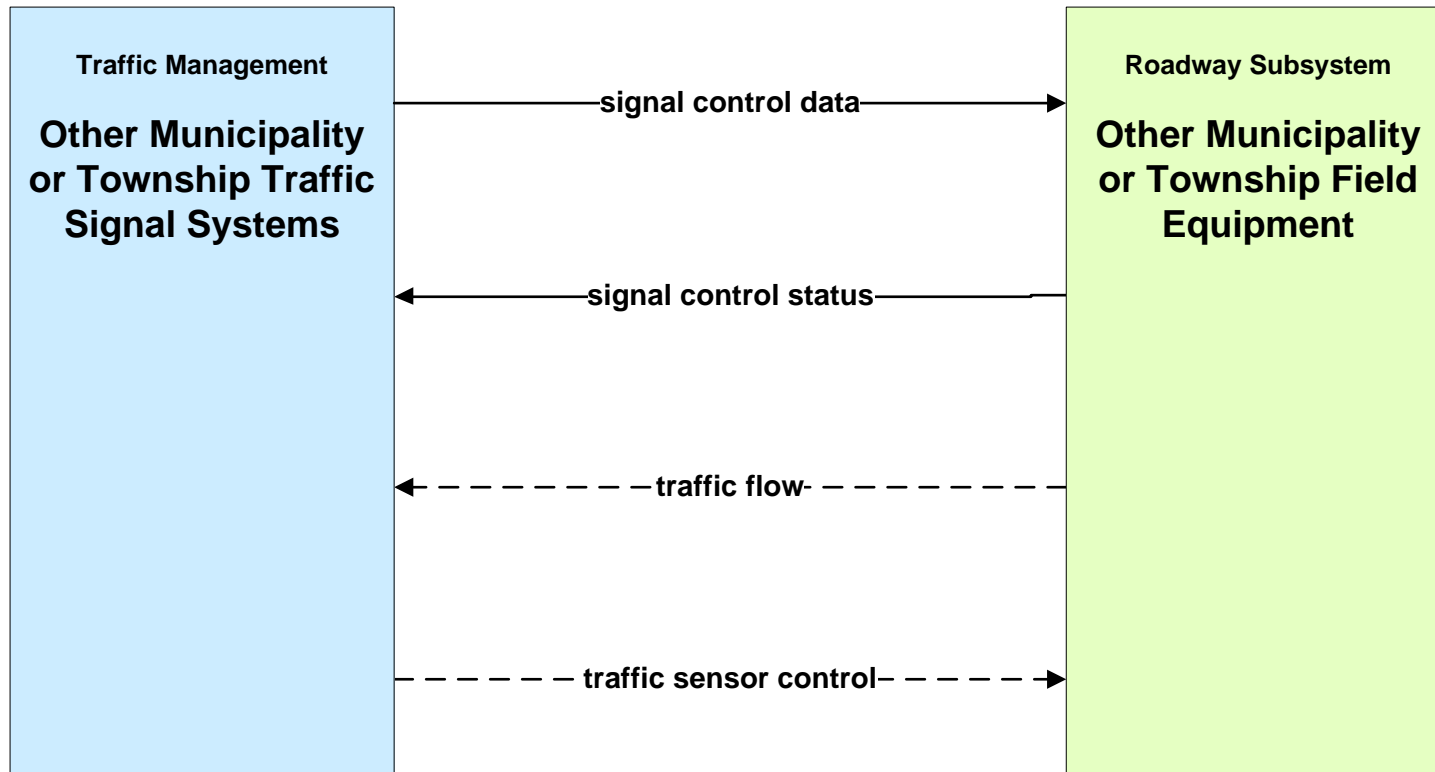 Traffic Management
Other Municipality
or Township Traffic
Signal Systems
signal control data
signal control status
traffic flow
traffic sensor control
Roadway Subsystem
Other Municipality
or Township Field
Equipment